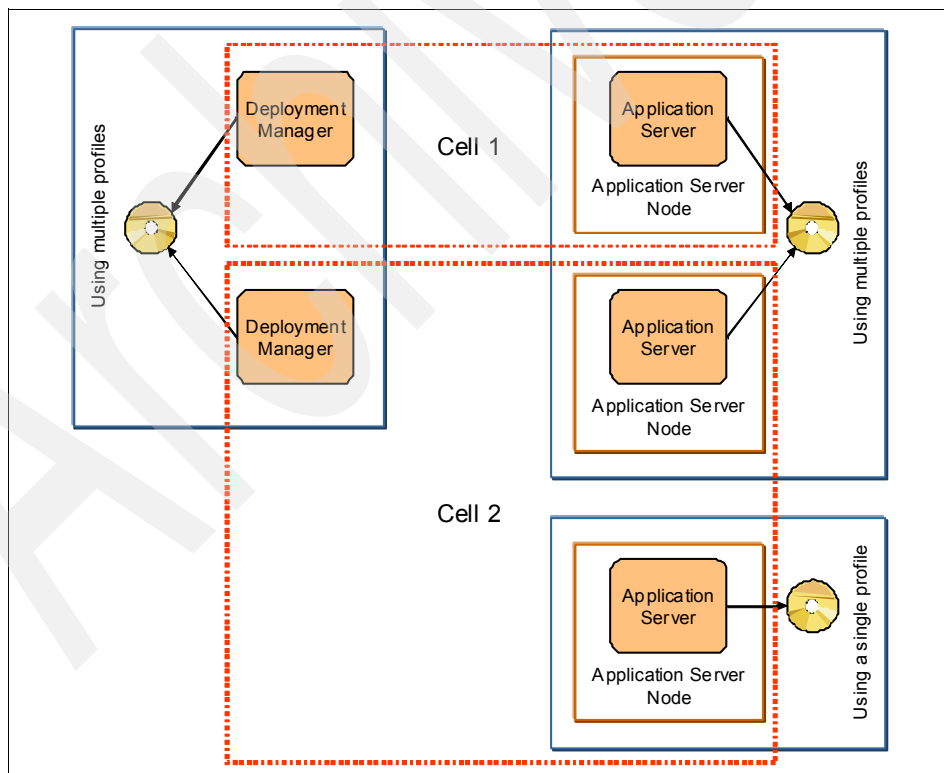 Using multiple profiles
Deployment
Manager
Deployment
Manager
Cell 1
Cell 2
Application
Server
Application Server
Node
Application
Server
Application Server
Node
Using multiple profiles
Application
Server
Application Server
Node
Using a single profile